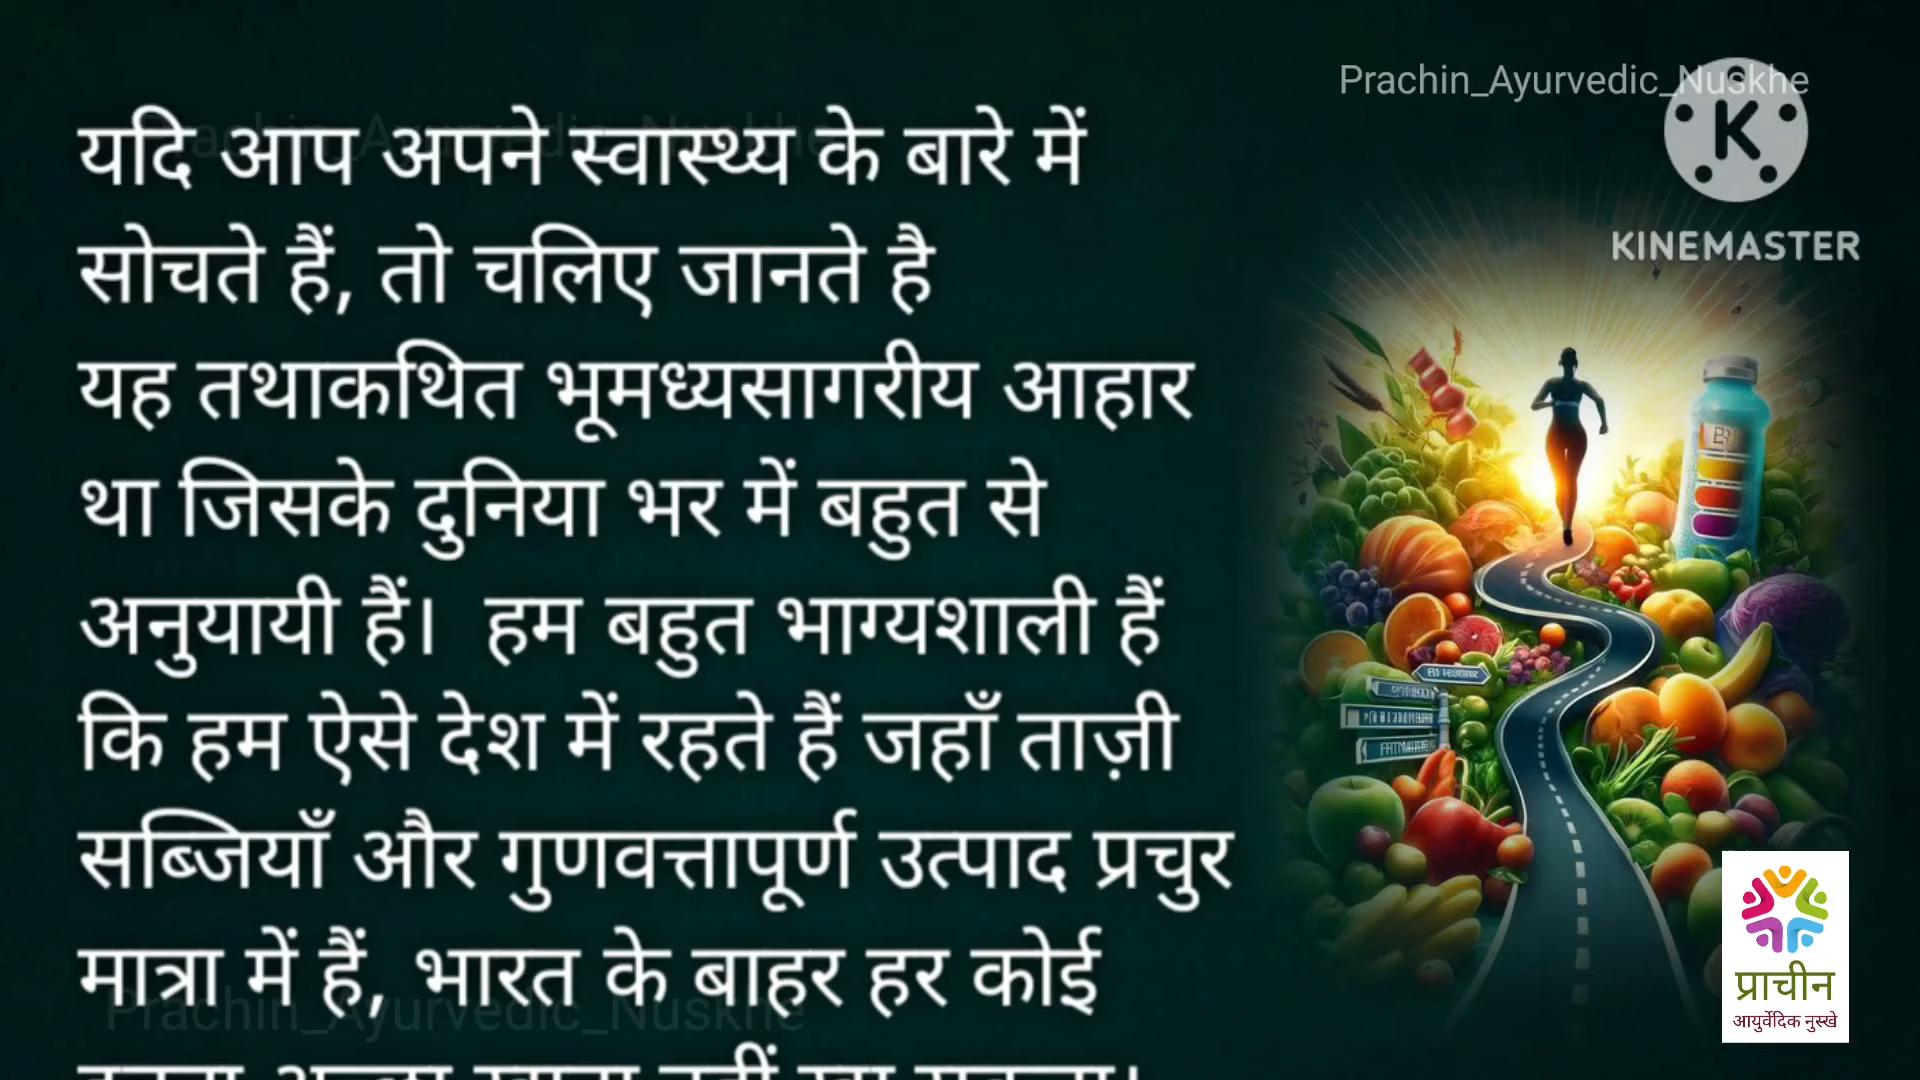 Prachin_Ayurvedic_Nuskhe
KINEMASTER
यदि आप अपने स्वास्थ्य के बारे में
सोचते हैं, तो चलिए जानते है
यह तथाकथित भूमध्यसागरीय आहार
था जिसके दुनिया भर में बहुत से
अनुयायी हैं। हम बहुत भाग्यशाली हैं
कि हम ऐसे देश में रहते हैं जहाँ ताज़ी
सब्जियाँ और गुणवत्तापूर्ण उत्पाद प्रचुर
मात्रा में हैं, भारत के बाहर हर कोई
Prachin_Ayurvedic_Nuskhe
प्राचीन
आयुर्वेदिक नुस्खे